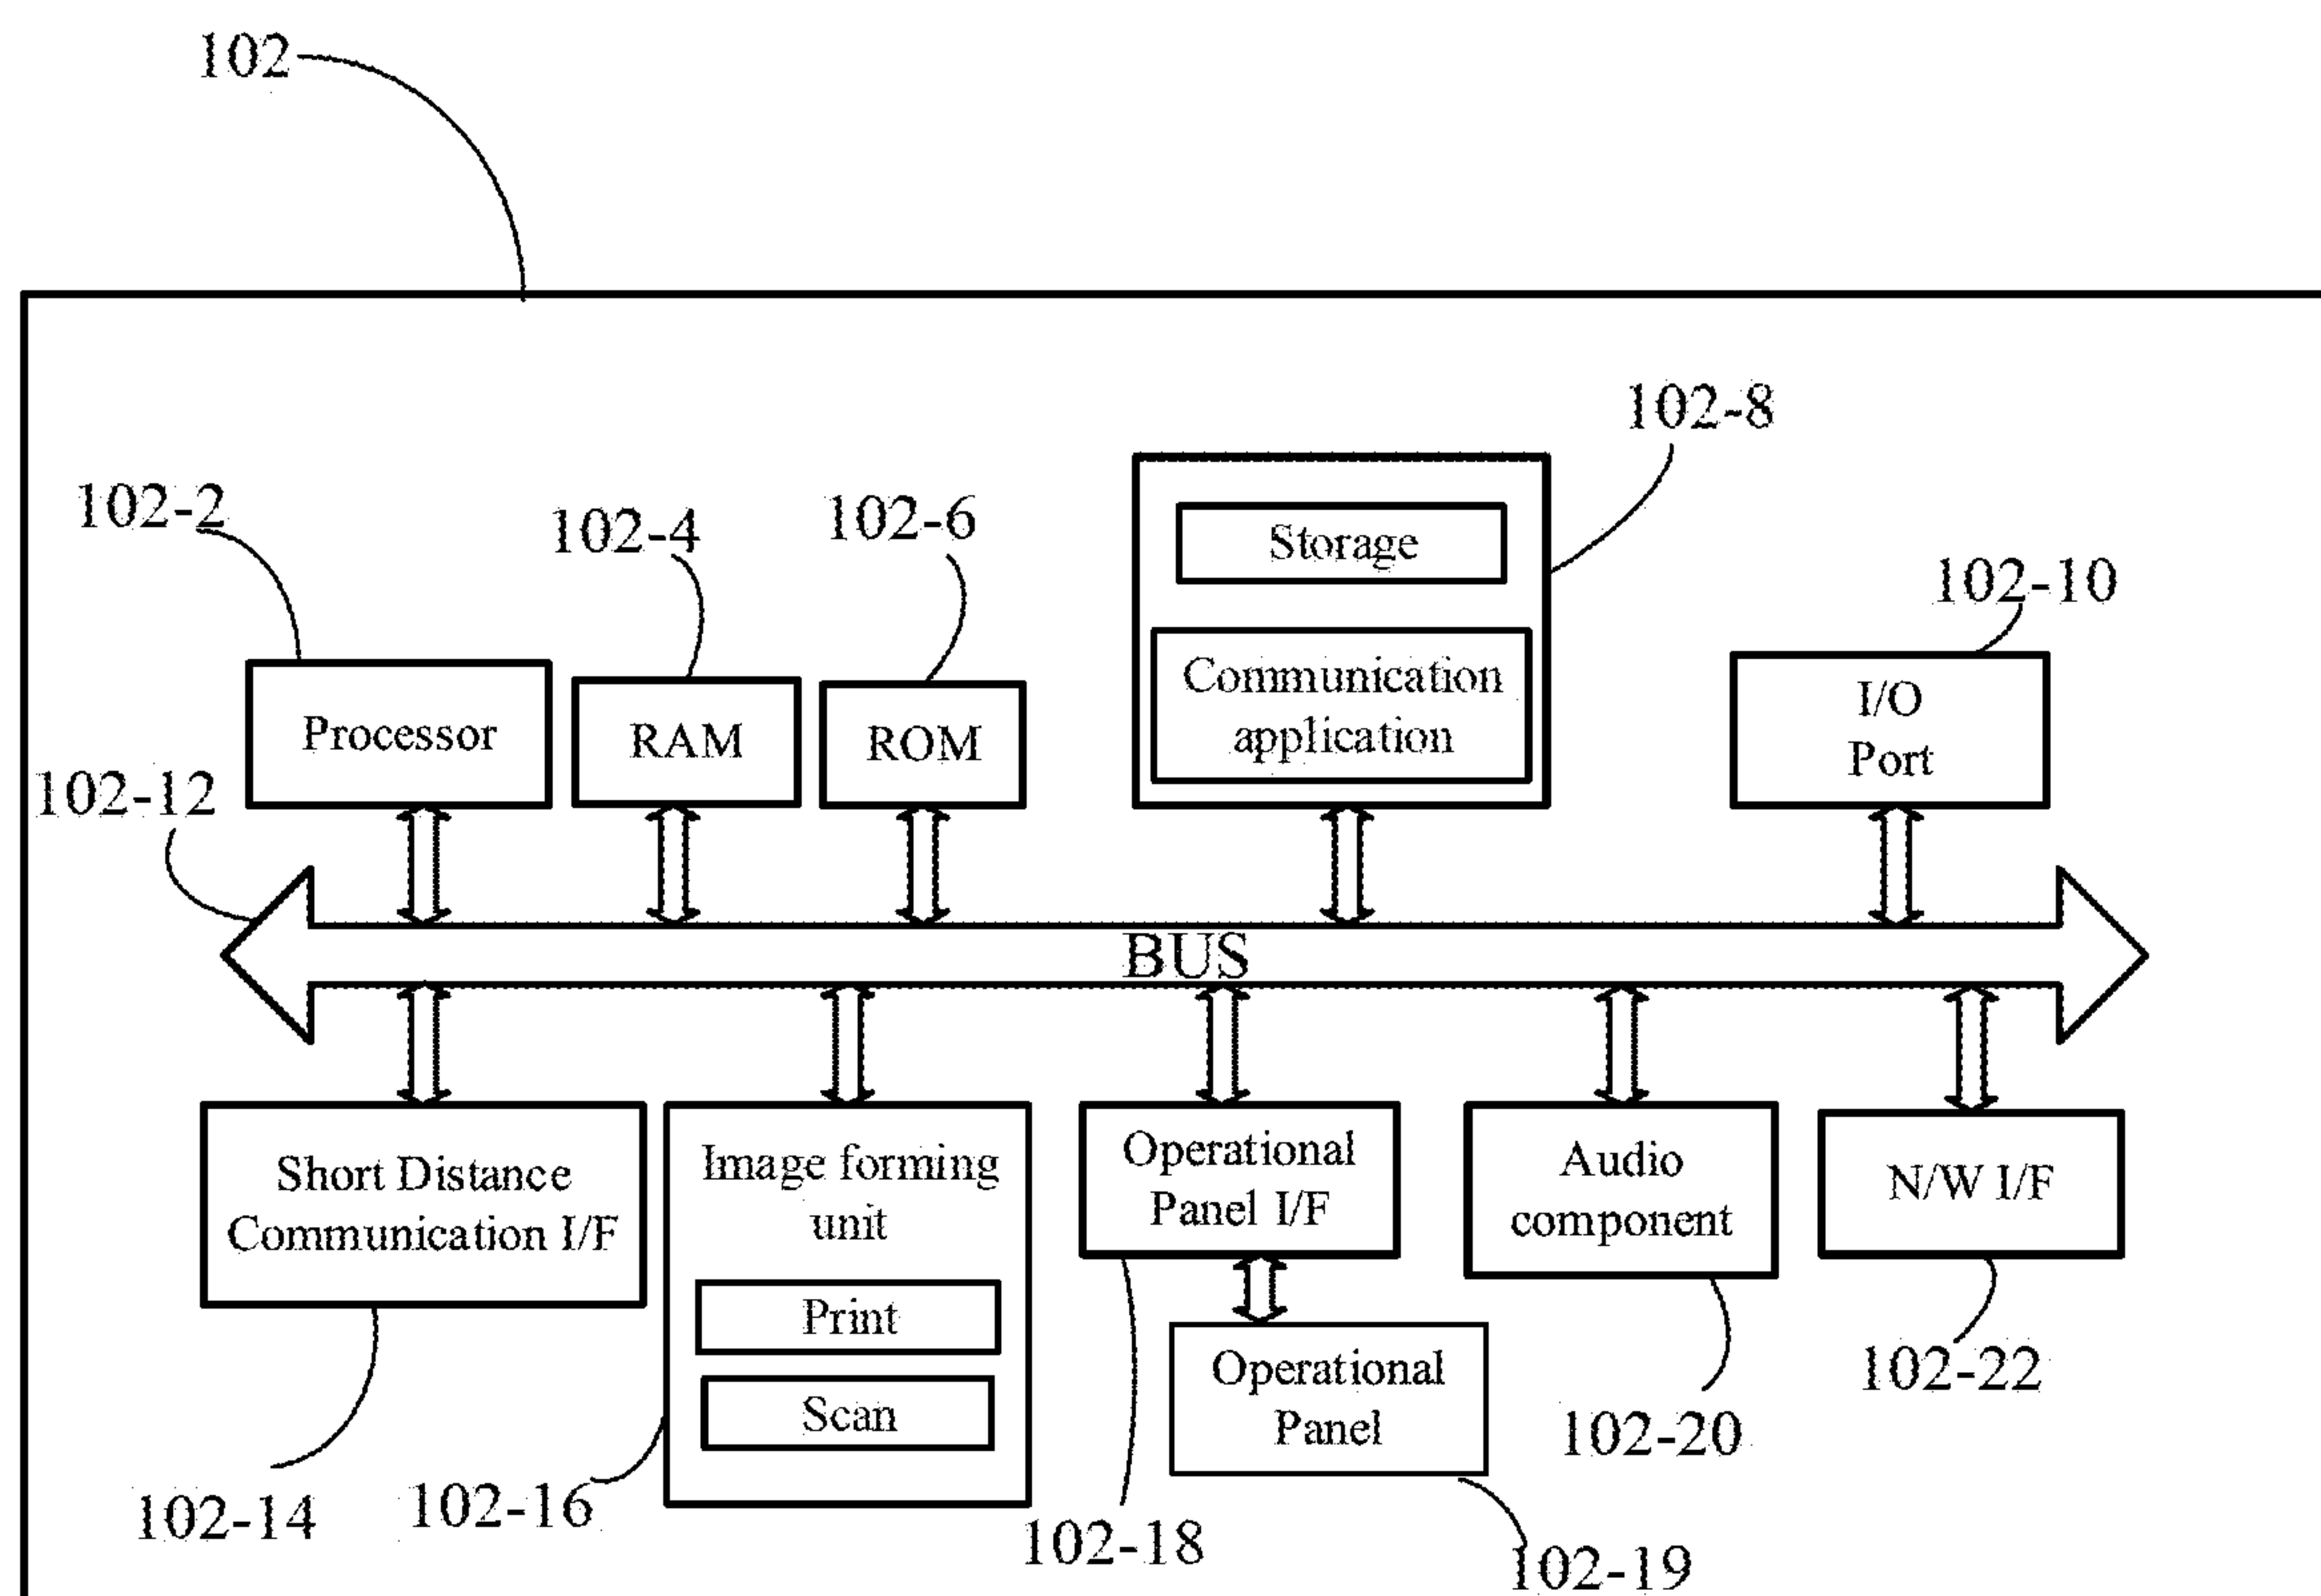 102
102-8
102-2
102-4
102-6
Storage
102-10
Communication
application
Processor
RAM
ROM
I/O
Port
102-12
BUS
Short Distance
Communication I/F
Image forming
unit
Print
Scan
Operational
Panel I/F
Operational
Panel
Audio
component
N/W I/F
102-14
102-16
102-18
102-19
102-20
102-22